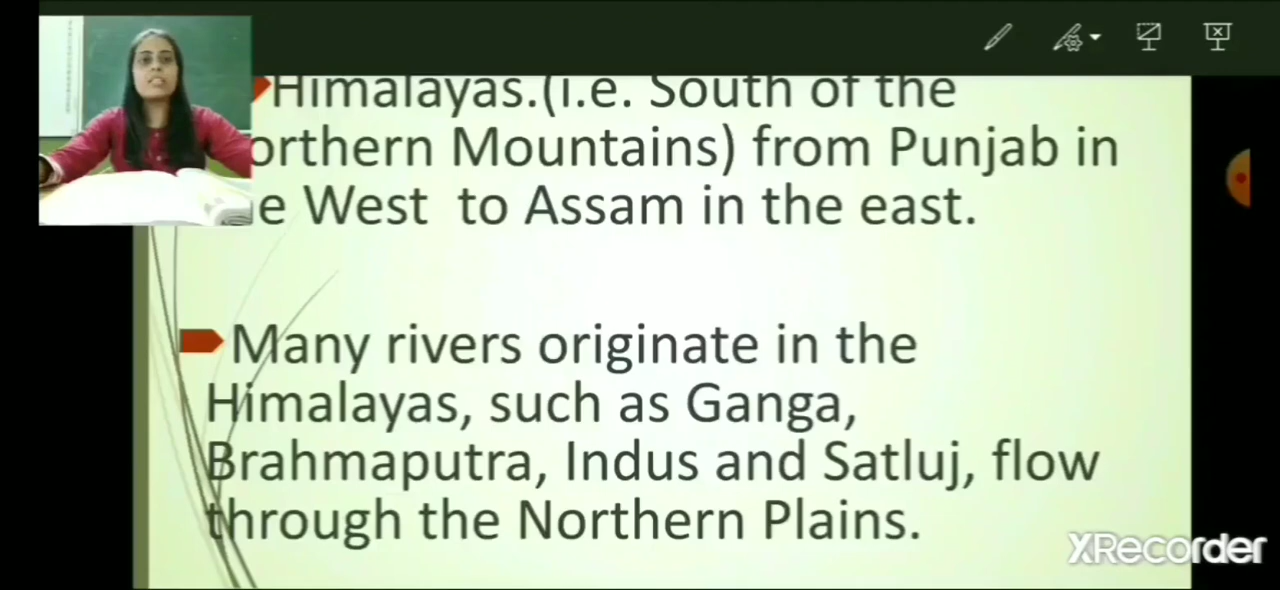 Himalayas.(i.e. South of the
orthern Mountains) from Punjab in
e West to Assam in the east.
Many rivers originate in the
Himalayas, such as Ganga,
Brahmaputra, Indus and Satluj, flow
through the Northern Plains.
XRecorder